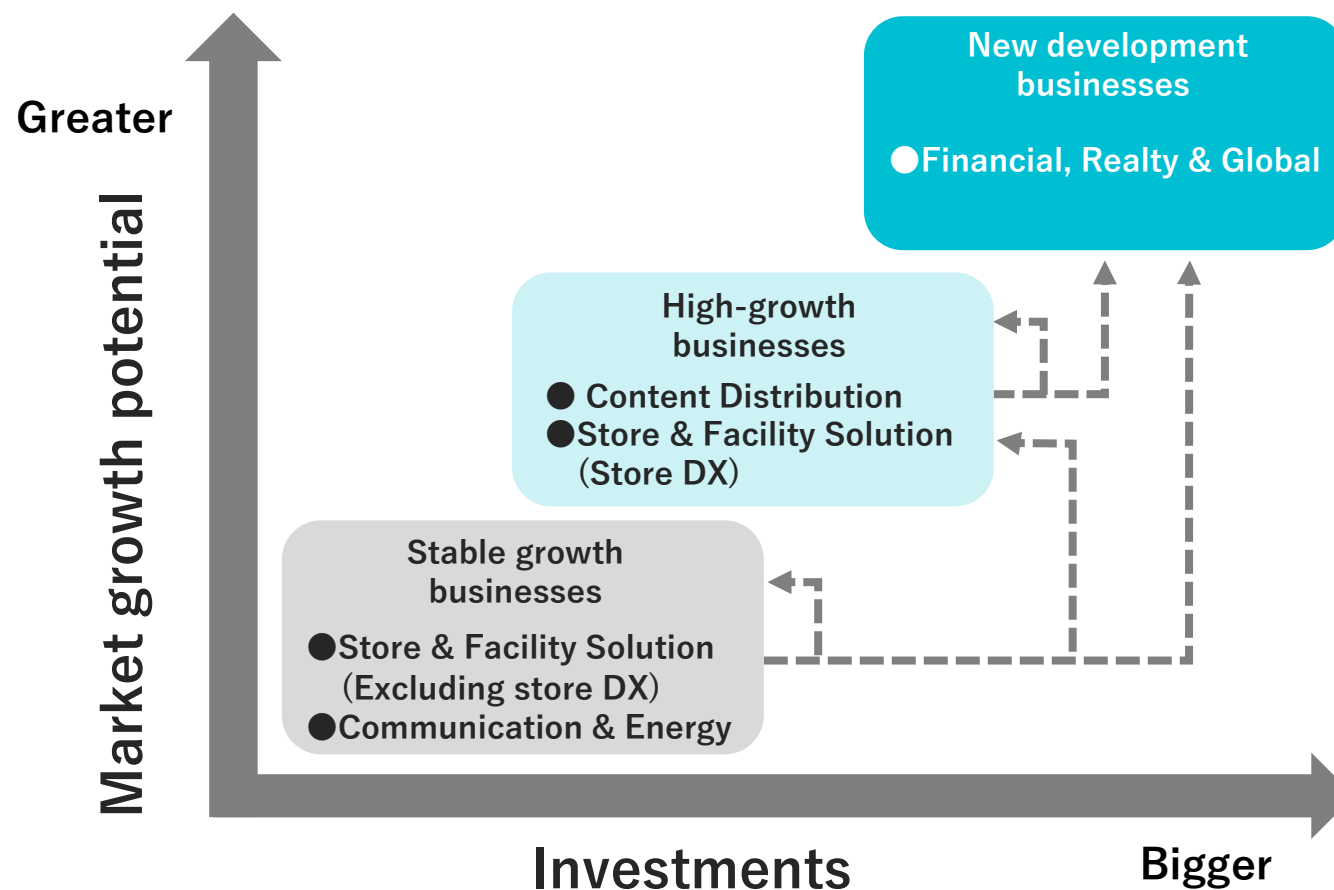 New development
businesses
●Financial, Realty & Global
Greater
Market growth potential
High-growth
businesses
● Content Distribution
●Store & Facility Solution
(Store DX)
Stable growth
businesses
●Store & Facility Solution
(Excluding store DX)
●Communication & Energy
Investments
Bigger